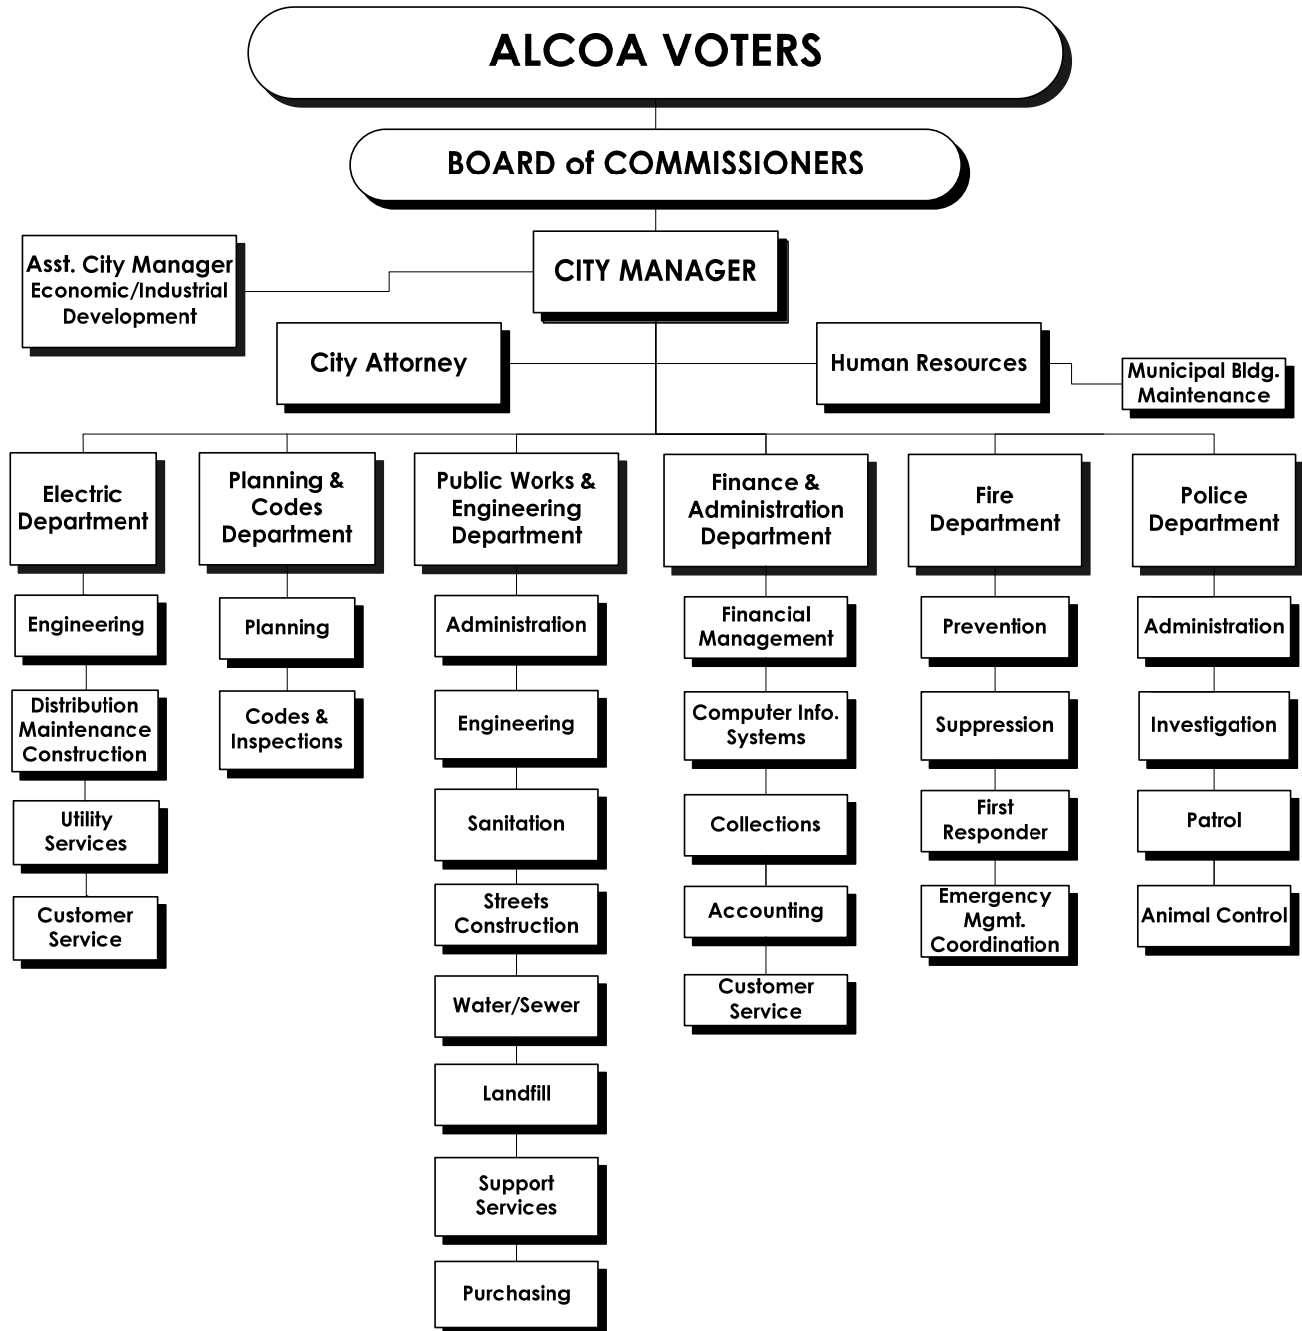 ALCOA VOTERS
BOARD of COMMISSIONERS
CITY MANAGER
Asst. City Manager
Economic/Industrial
Development
City Attorney
Human Resources
Municipal Bldg.
Maintenance
Electric
Department
Planning &
Codes
Department
Public Works &
Engineering
Department
Finance &
Administration
Department
Fire
Department
Police
Department
Engineering
Distribution
Maintenance
Construction
Utility
Services
Customer
Service
Planning
Codes &
Inspections
Administration
Engineering
Sanitation
Streets
Construction
Water/Sewer
Landfill
Support
Services
Purchasing
Financial
Management
Computer Info.
Systems
Collections
Accounting
Customer
Service
Prevention
Suppression
First
Responder
Emergency
Mgmt.
Coordination
Administration
Investigation
Patrol
Animal Control